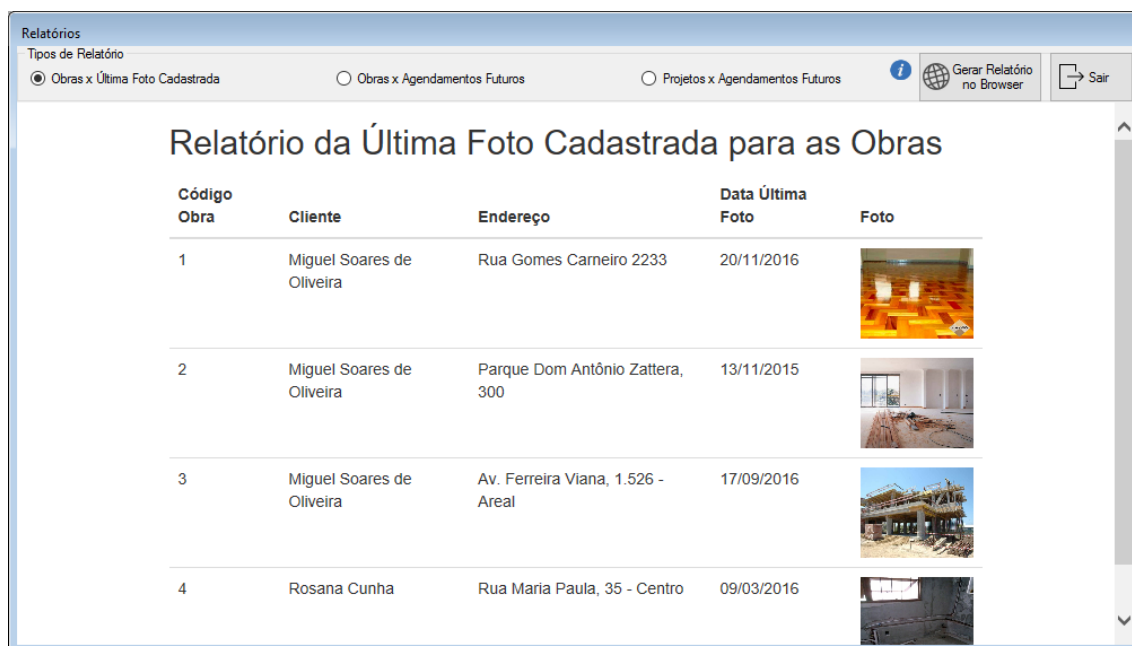 Relatórios
Tipos de Relatório
Obras x Última Foto Cadastrada
Obras x Agendamentos Futuros
Projetos x Agendamentos Futuros
i
Gerar Relatório
no Browser
Sair
Relatório da Última Foto Cadastrada para as Obras
Código
Obra
Cliente
Endereço
Data Última
Foto
Foto
1
Miguel Soares de
Oliveira
Rua Gomes Carneiro 2233
20/11/2016
2
Miguel Soares de
Oliveira
Parque Dom Antônio Zattera,
300
13/11/2015
3
Miguel Soares de
Oliveira
Av. Ferreira Viana, 1.526 -
Areal
17/09/2016
4
Rosana Cunha
Rua Maria Paula, 35 - Centro
09/03/2016